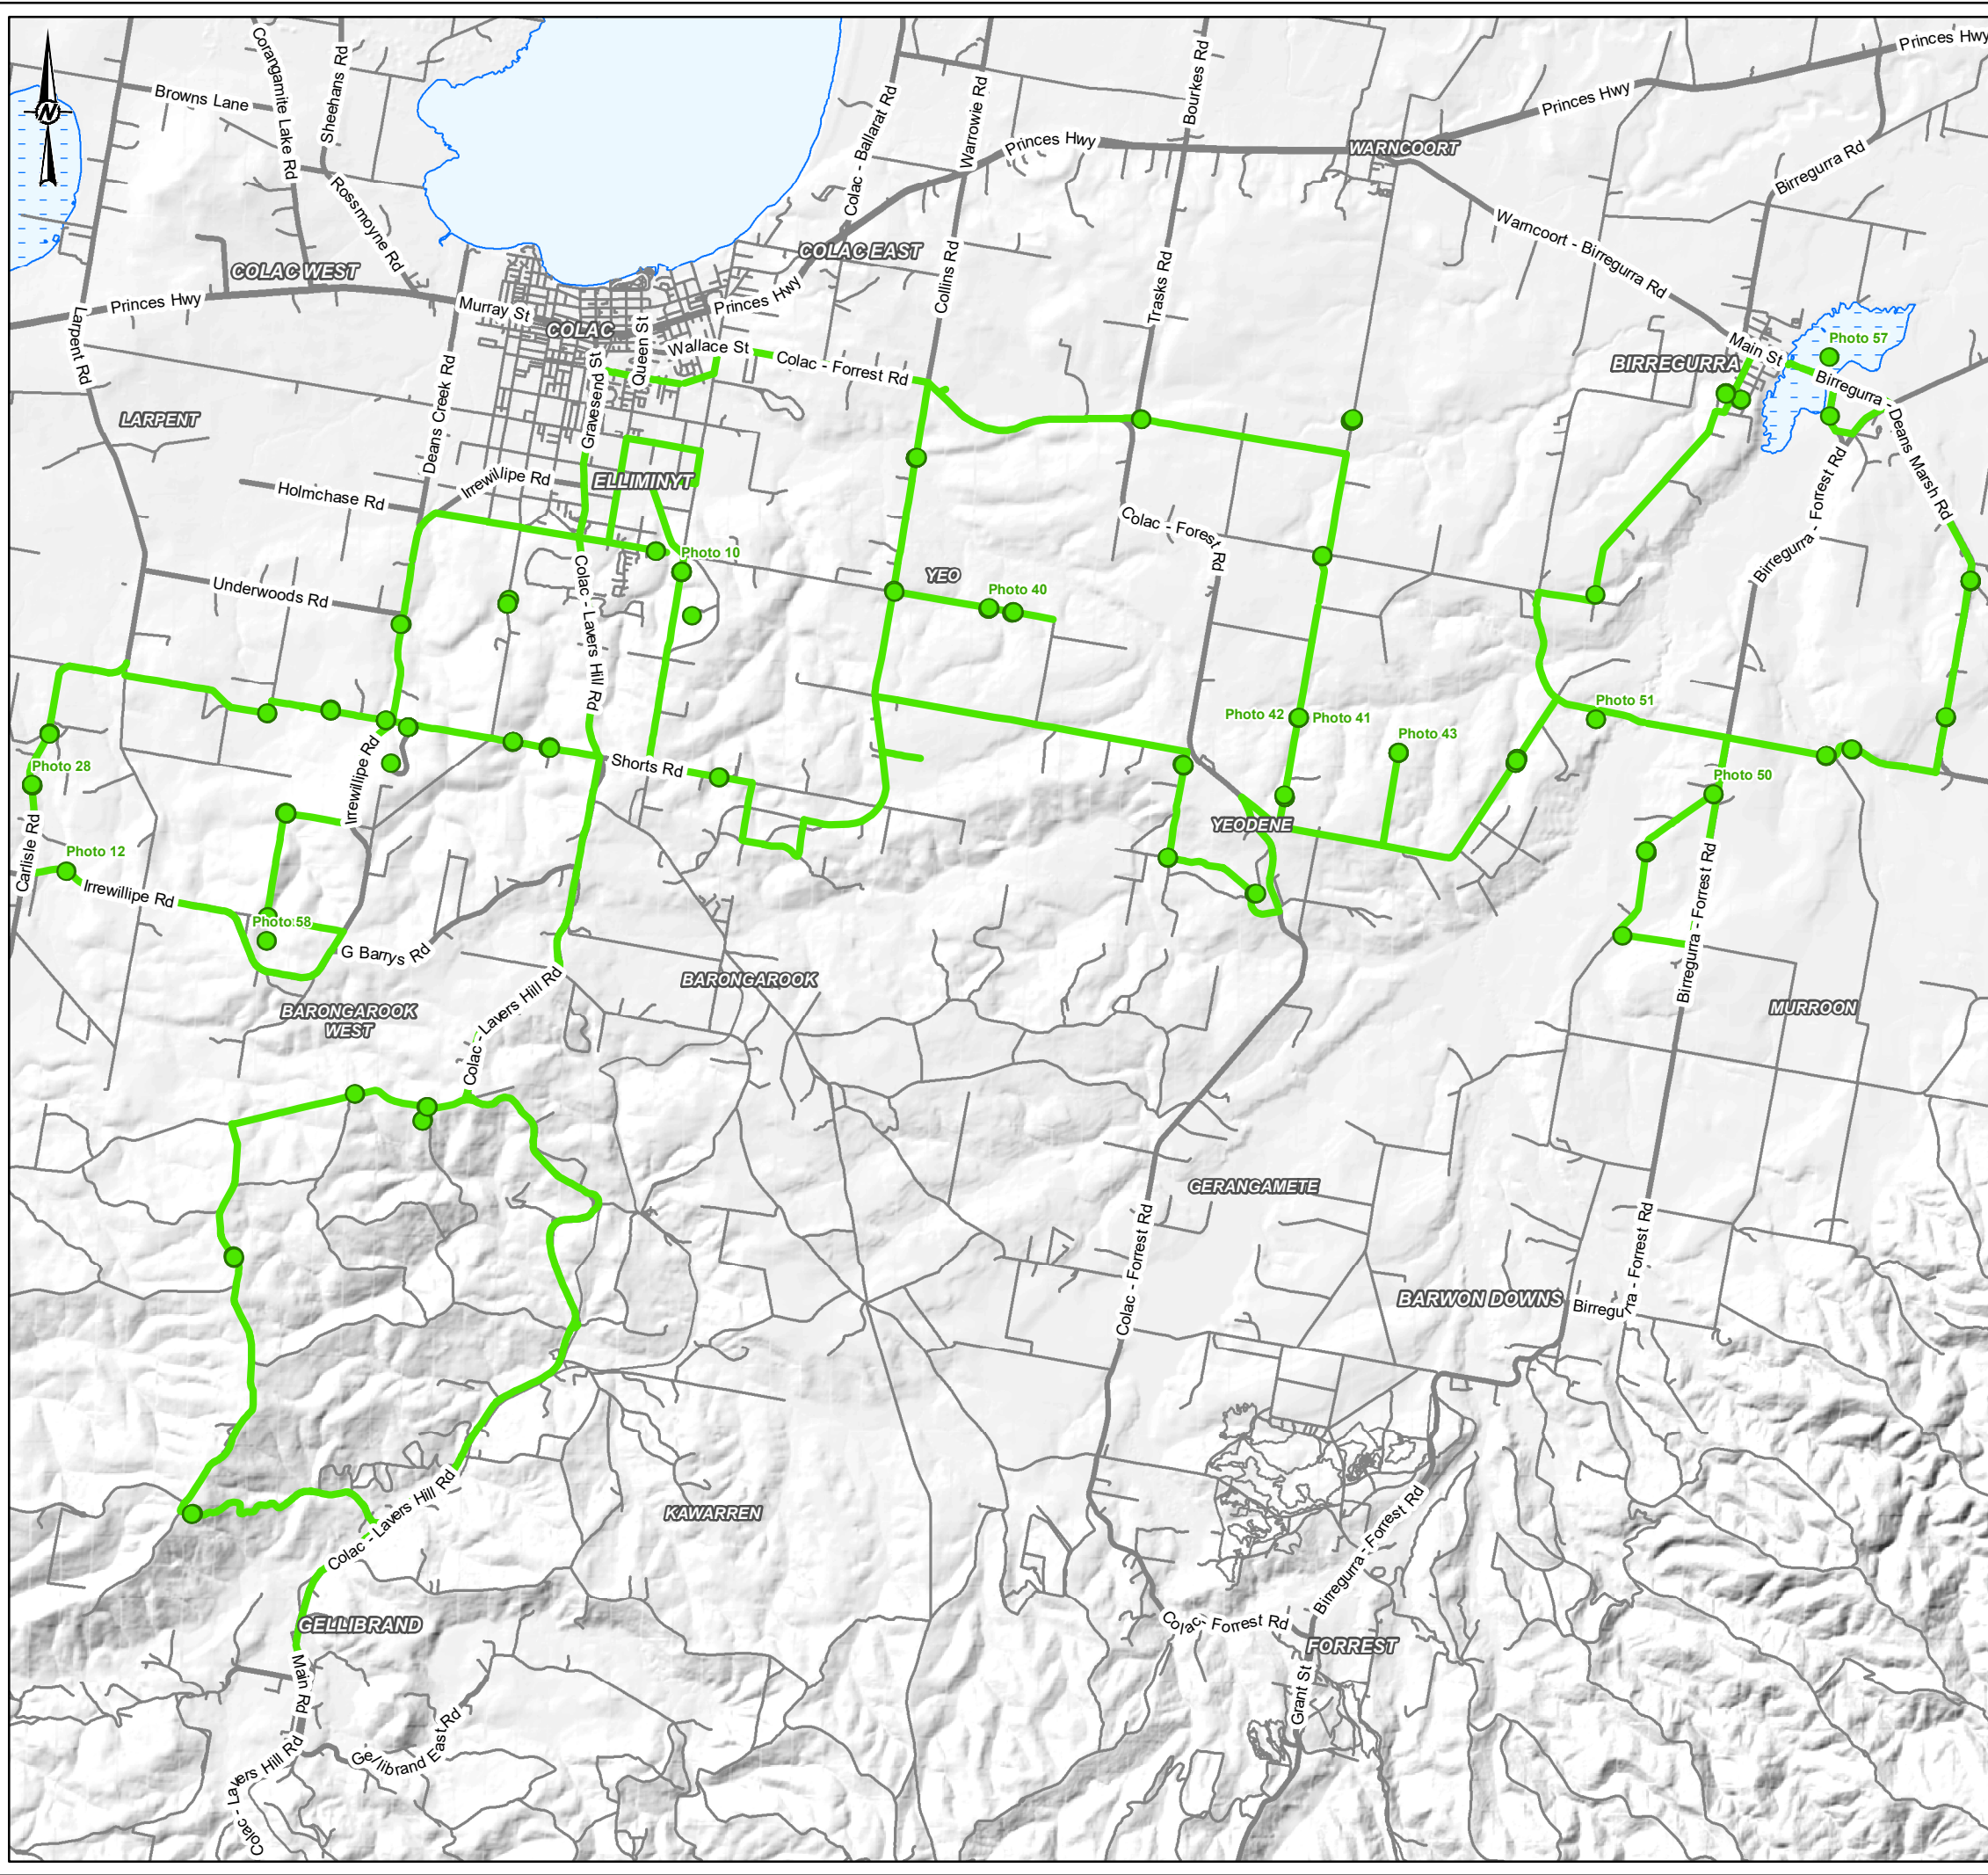 Princes Hwy
Corangamite Lake Rd
Sheehans Rd
Bourkes Rd
Browns Lane
N
Colac - Ballarat Rd
Warrowie Rd
Princes Hwy
Princes Hwy
WARNCOORT
Birregurra Rd
Rossmoyne Rd
Warncoort - Birregurra Rd
COLAC EAST
COLAC WEST
Collins Rd
Trasks Rd
Princes Hwy
Princes Hwy
Murray St
COLAC
Queen St
Larpent Rd
Wallace St
Main St
Photo 57
Colac - Forrest Rd
BIRREGURRA
Birregurra - Deans Marsh Rd
Deans Creek Rd
Gravesend St
LARPENT
Irrewillipe Rd
ELLIMINYT
Holmchase Rd
Birregurra - Forrest Rd
Colac - Forest Rd
Photo 10
YEO
Photo 40
Underwoods Rd
Colac - Lavers Hill Rd
Photo 51
Photo 42
Photo 41
Photo 43
Irrewillipe Rd
Shorts Rd
Photo 28
Photo 50
YEODENE
Carlisle Rd
Photo 12
Irrewillipe Rd
Photo 58
Birregurra - Forrest Rd
G Barrys Rd
BARONGAROOK
Colac - Lavers Hill Rd
BARONGAROOK
WEST
MURROON
GERANGAMETE
Colac - Forrest Rd
Birregurra - Forrest Rd
BARWON DOWNS
Colac - Lavers Hill Rd
KAWARREN
Birregurra - Forrest Rd
GELLIBRAND
Colac - Forrest Rd
FORREST
Main Rd
Grant St
Gellibrand East Rd
Colac - Lavers Hill Rd